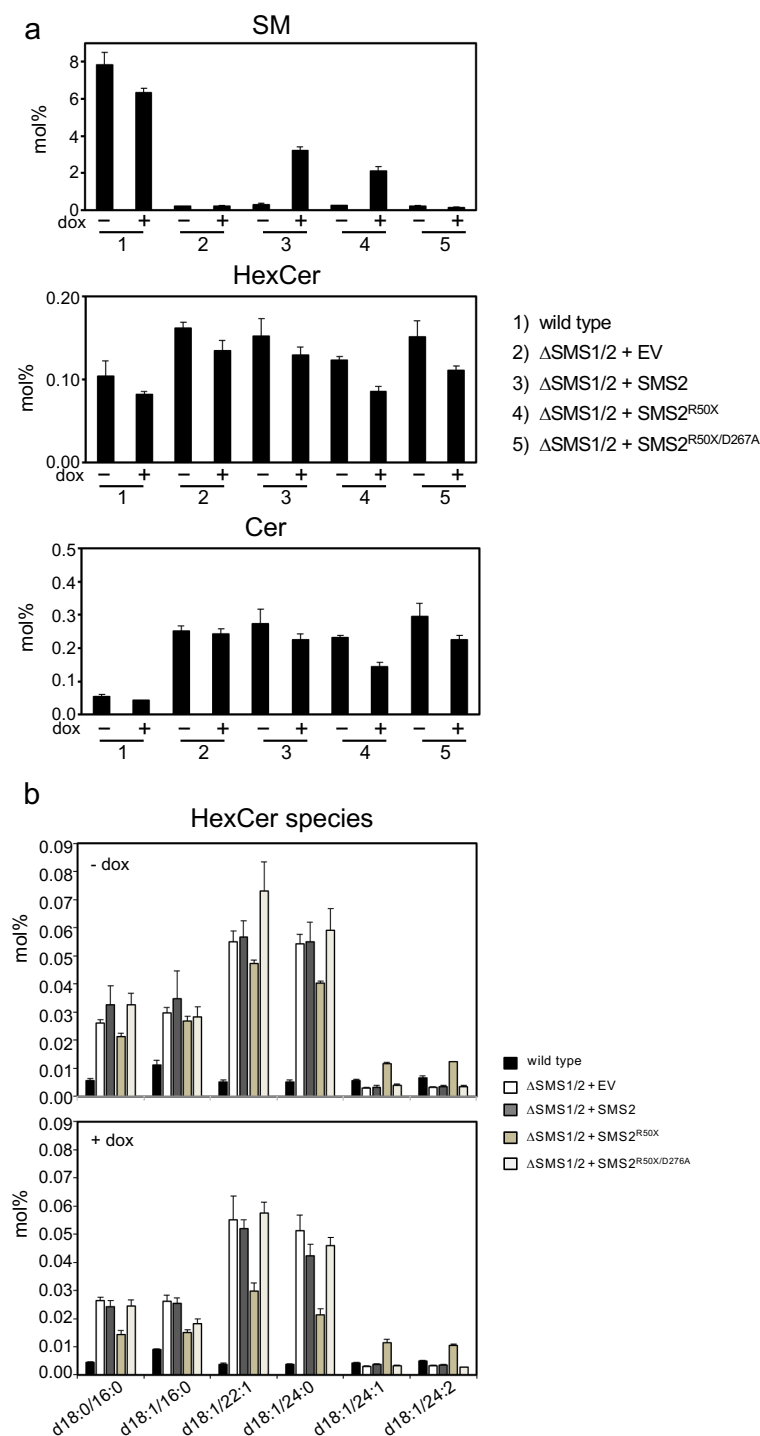 a
SM
8
6
4
2
0
mol%
dox − + − + − + − + − +
1 2 3 4 5
HexCer
0.20
0.10
0.00
mol%
dox − + − + − + − + − +
1 2 3 4 5
1) wild type
2) ΔSMS1/2 + EV
3) ΔSMS1/2 + SMS2
4) ΔSMS1/2 + SMS2R50X
5) ΔSMS1/2 + SMS2R50X/D267A
Cer
0.5
0.4
0.3
0.2
0.1
0.0
mol%
dox − + − + − + − + − +
1 2 3 4 5
b
HexCer species
- dox
0.09
0.08
0.07
0.06
0.05
0.04
0.03
0.02
0.01
0.00
mol%
wild type
ΔSMS1/2 + EV
ΔSMS1/2 + SMS2
ΔSMS1/2 + SMS2R50X
ΔSMS1/2 + SMS2R50X/D276A
+ dox
0.09
0.08
0.07
0.06
0.05
0.04
0.03
0.02
0.01
0.00
mol%
d18:0/16:0 d18:1/16:0 d18:1/22:1 d18:1/24:0 d18:1/24:1 d18:1/24:2